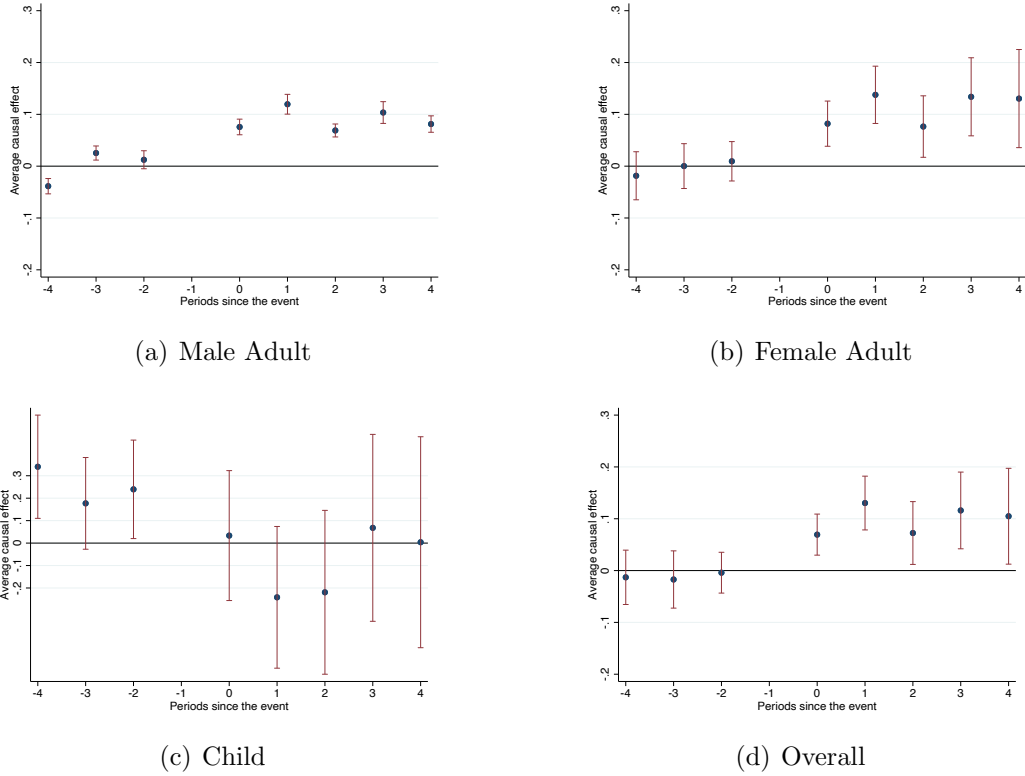 .3
.2
.1
0
-.1
-.2
Average causal effect
-4 -3 -2 -1 0 1 2 3 4
Periods since the event
(a) Male Adult
.3
.2
.1
0
-.1
-.2
Average causal effect
-4 -3 -2 -1 0 1 2 3 4
Periods since the event
(b) Female Adult
.3
.2
.1
0
-.1
-.2
Average causal effect
-4 -3 -2 -1 0 1 2 3 4
Periods since the event
(c) Child
.3
.2
.1
0
-.1
-.2
Average causal effect
-4 -3 -2 -1 0 1 2 3 4
Periods since the event
(d) Overall